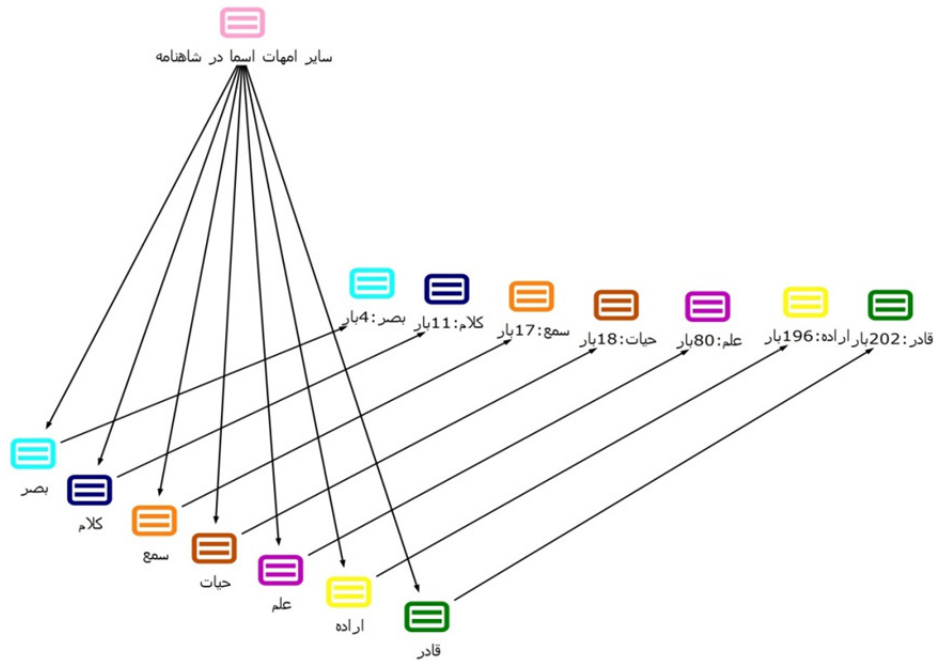 سایر امهات اسما در شاهنامه
قادر:202بار
اراده:196بار
علم:80بار
حیات:18بار
سمع:17بار
کلام:11بار
بصر:4بار
بصر
کلام
سمع
حیات
علم
اراده
قادر